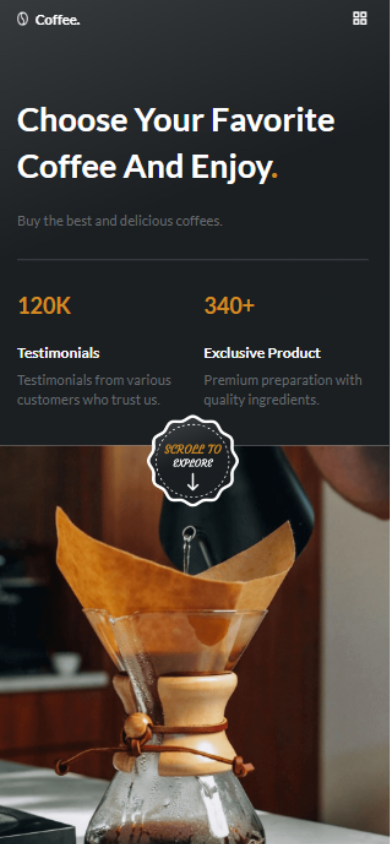 Coffee.
Choose Your Favorite
Coffee And Enjoy.
Buy the best and delicious coffees.
120K
Testimonials
Testimonials from various
customers who trust us.
340+
Exclusive Product
Premium preparation with
quality ingredients.
SCROLL TO
EXPLORE